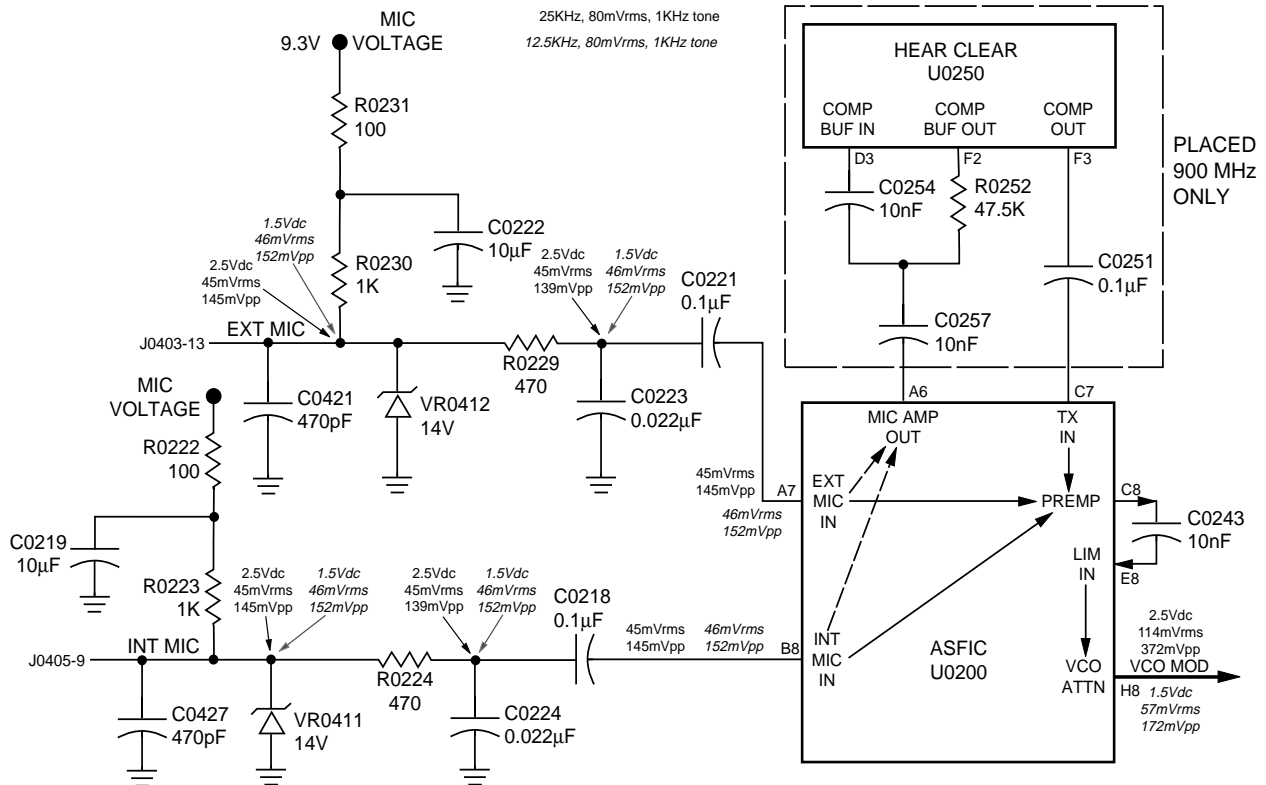 MIC
VOLTAGE
9.3V
25KHz, 80mVrms, 1KHz tone
12.5KHz, 80mVrms, 1KHz tone
R0231
100
C0222
10µF
R0230
1K
1.5Vdc
46mVrms
152mVpp
2.5Vdc
45mVrms
145mVpp
EXT MIC
J0403-13
2.5Vdc
45mVrms
139mVpp
1.5Vdc
46mVrms
152mVpp
C0221
0.1µF
R0229
470
C0421
470pF
VR0412
14V
C0223
0.022µF
HEAR CLEAR
U0250
COMP
BUF IN
COMP
BUF OUT
COMP
OUT
D3
F2
F3
PLACED
900 MHz
ONLY
C0254
10nF
R0252
47.5K
C0251
0.1µF
C0257
10nF
MIC
VOLTAGE
R0222
100
C0219
10µF
R0223
1K
INT MIC
J0405-9
2.5Vdc
45mVrms
145mVpp
1.5Vdc
46mVrms
152mVpp
2.5Vdc
45mVrms
139mVpp
1.5Vdc
46mVrms
152mVpp
C0218
0.1µF
R0224
470
C0427
470pF
VR0411
14V
C0224
0.022µF
45mVrms
145mVpp
46mVrms
152mVpp
A7
45mVrms
145mVpp
46mVrms
152mVpp
B8
A6
C7
MIC AMP
OUT
TX
IN
EXT
MIC
IN
PREMP
C8
C0243
10nF
LIM
IN
E8
INT
MIC
IN
ASFIC
U0200
VCO
ATTN
2.5Vdc
114mVrms
372mVpp
VCO MOD
H8
1.5Vdc
57mVrms
172mVpp